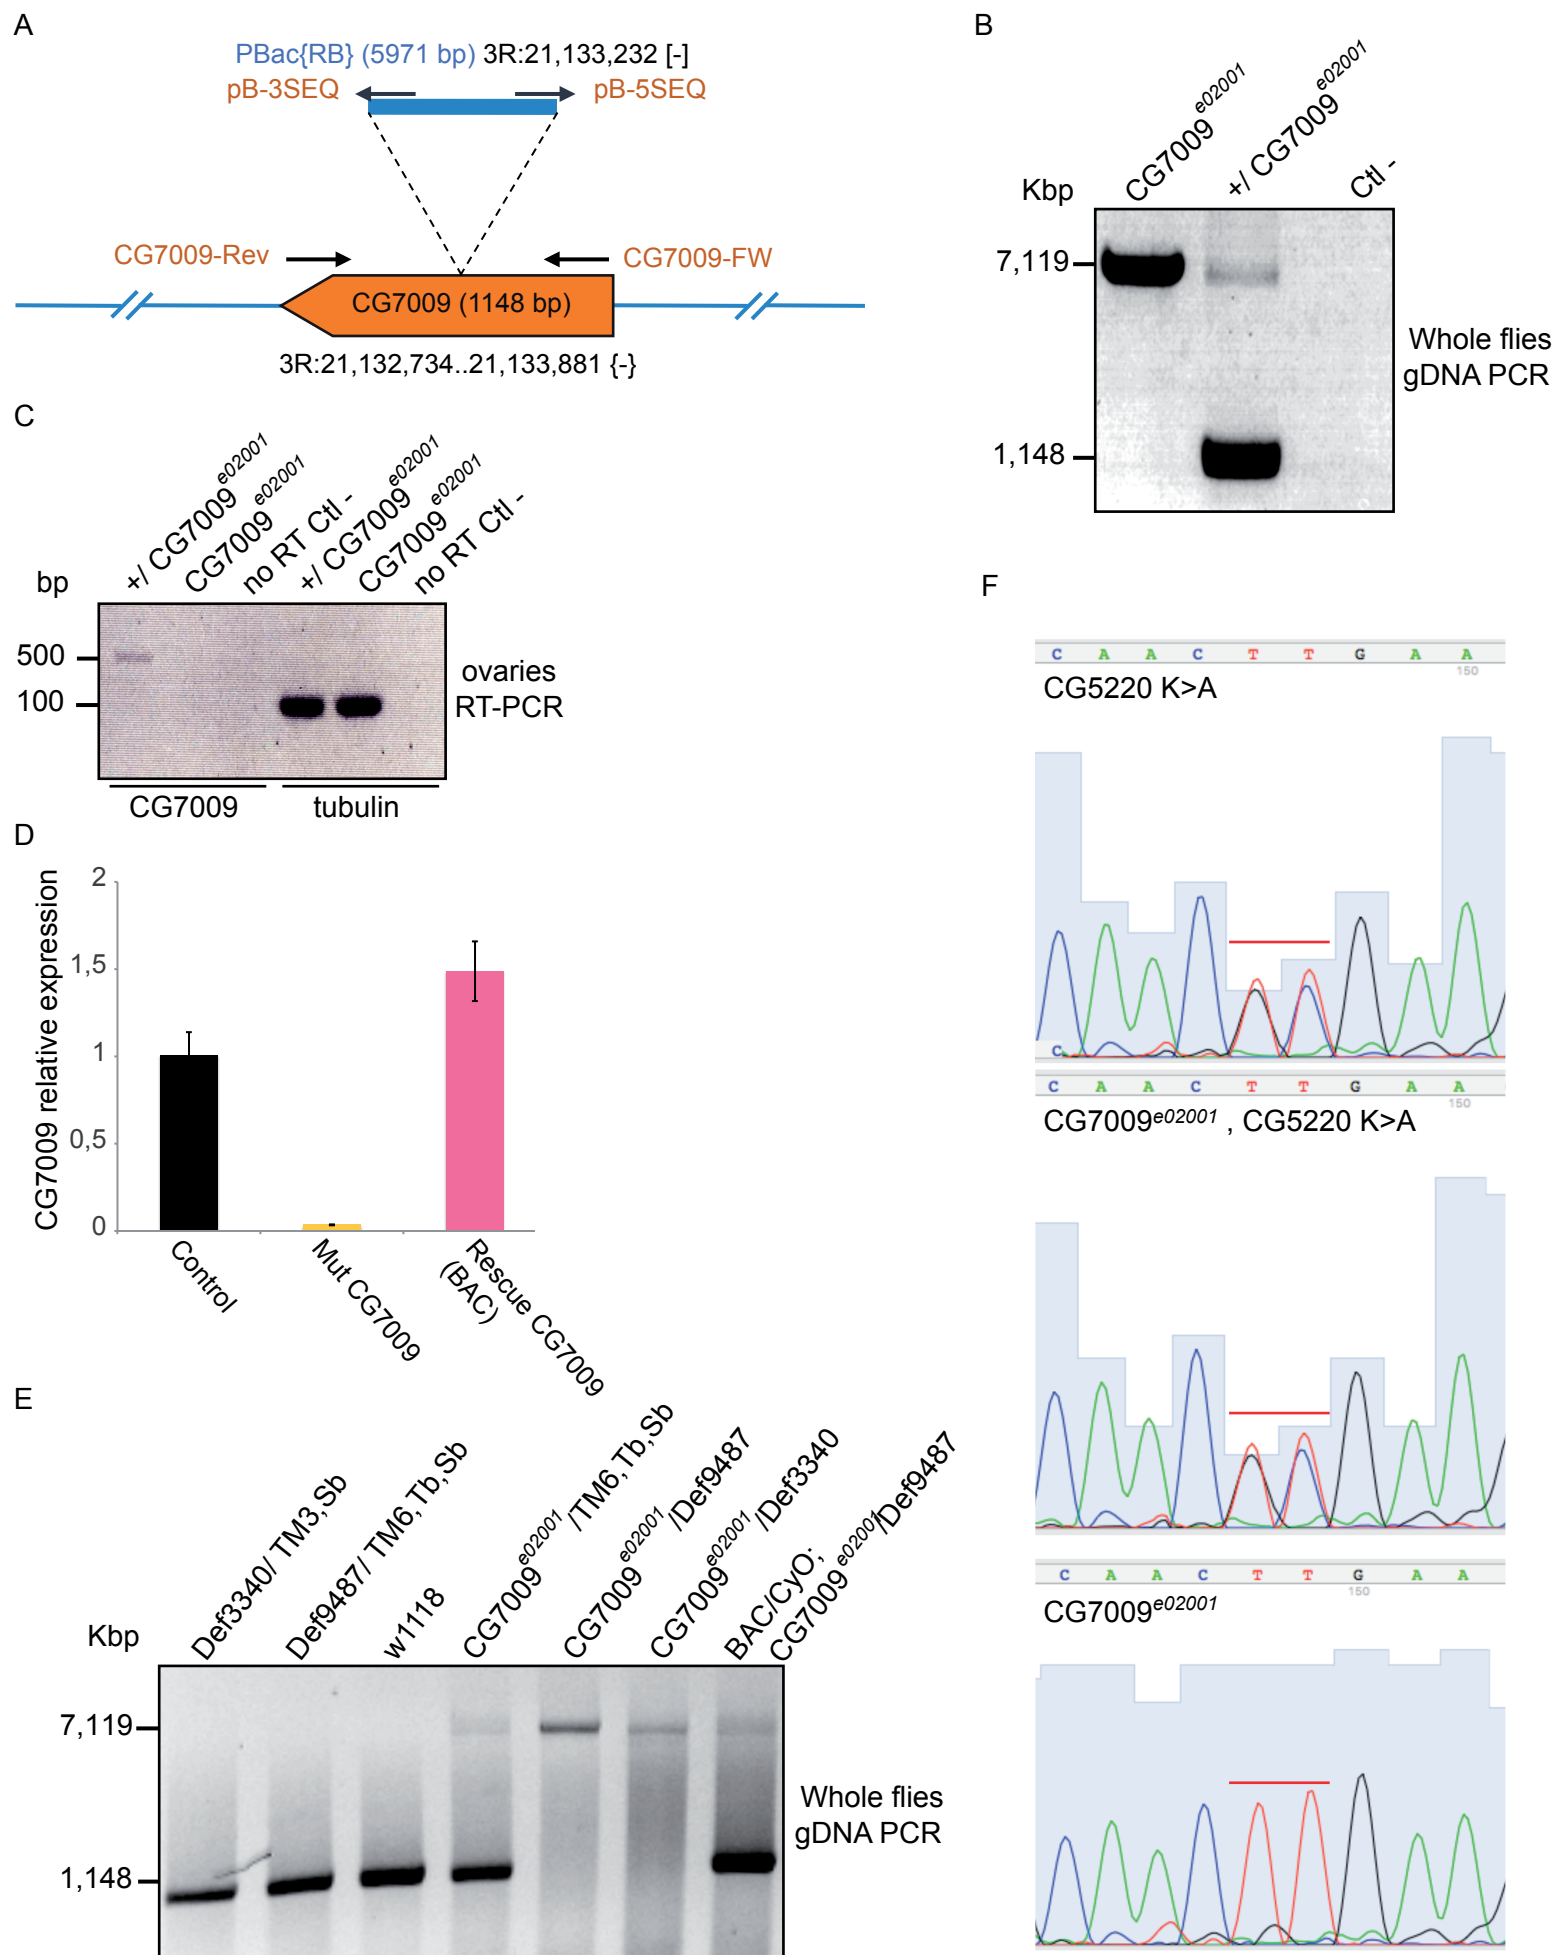 A
PBac{RB} (5971 bp) 3R:21,133,232 [-]
pB-3SEQ
pB-5SEQ
CG7009-Rev
CG7009-FW
CG7009 (1148 bp)
3R:21,132,734..21,133,881 {-}
B
Kbp
CG7009e02001
+/ CG7009e02001
Ctl -
7,119
1,148
Whole flies
gDNA PCR
C
bp
+/ CG7009e02001
CG7009e02001
no RT Ctl -
+/ CG7009e02001
CG7009e02001
no RT Ctl -
500
100
ovaries
RT-PCR
CG7009
tubulin
D
CG7009 relative expression
2
1,5
1
0,5
0
Control
Mut CG7009
Rescue CG7009
(BAC)
E
Kbp
Def3340/ TM3,Sb
Def9487/ TM6,Tb,Sb
w1118
CG7009e02001/TM6,Tb,Sb
CG7009e02001/Def9487
CG7009e02001/Def3340
BAC/CyO;
CG7009e02001/Def9487
7,119
1,148
Whole flies
gDNA PCR
F
C A A C T T G A A
150
CG5220 K>A
C
C A A C T T G A A
150
CG7009e02001 , CG5220 K>A
C A A C T T G A A
150
CG7009e02001